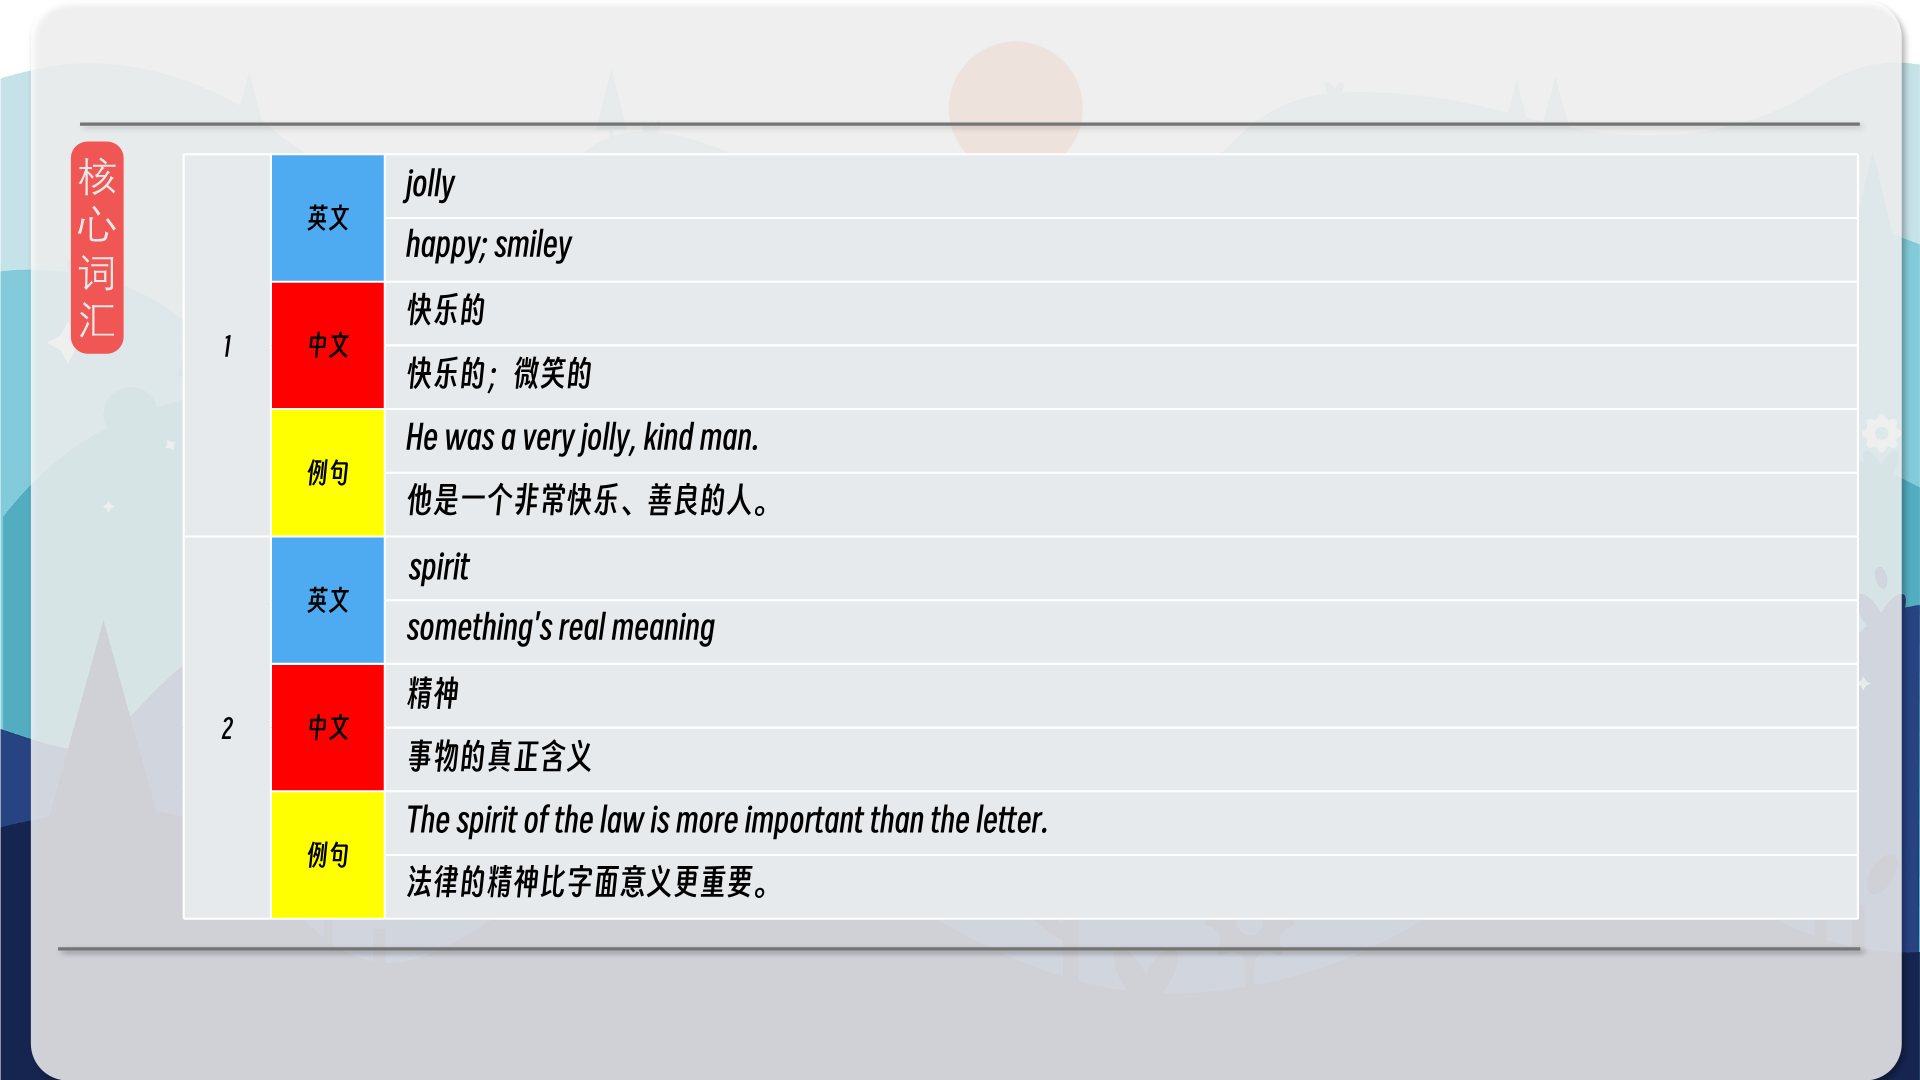 核
心
词
汇
1
英文
jolly
happy; smiley
中文
快乐的
快乐的；微笑的
例句
He was a very jolly, kind man.
他是一个非常快乐、善良的人。
2
英文
spirit
something's real meaning
中文
精神
事物的真正含义
例句
The spirit of the law is more important than the letter.
法律的精神比字面意义更重要。